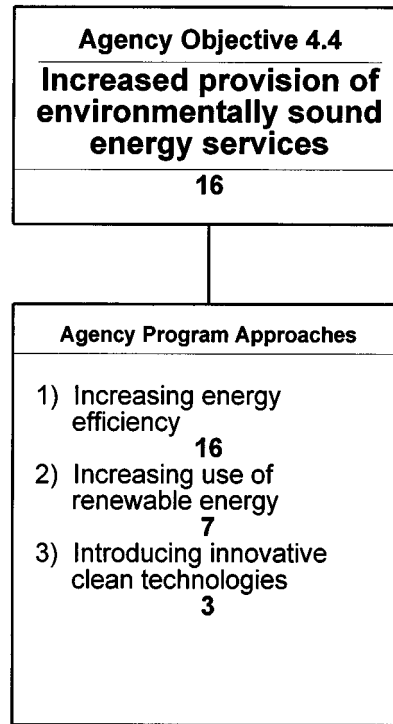 Agency Objective 4.4
Increased provision of
environmentally sound
energy services
16
Agency Program Approaches
1) Increasing energy
efficiency
16
2) Increasing use of
renewable energy
7
3) Introducing innovative
clean technologies
3